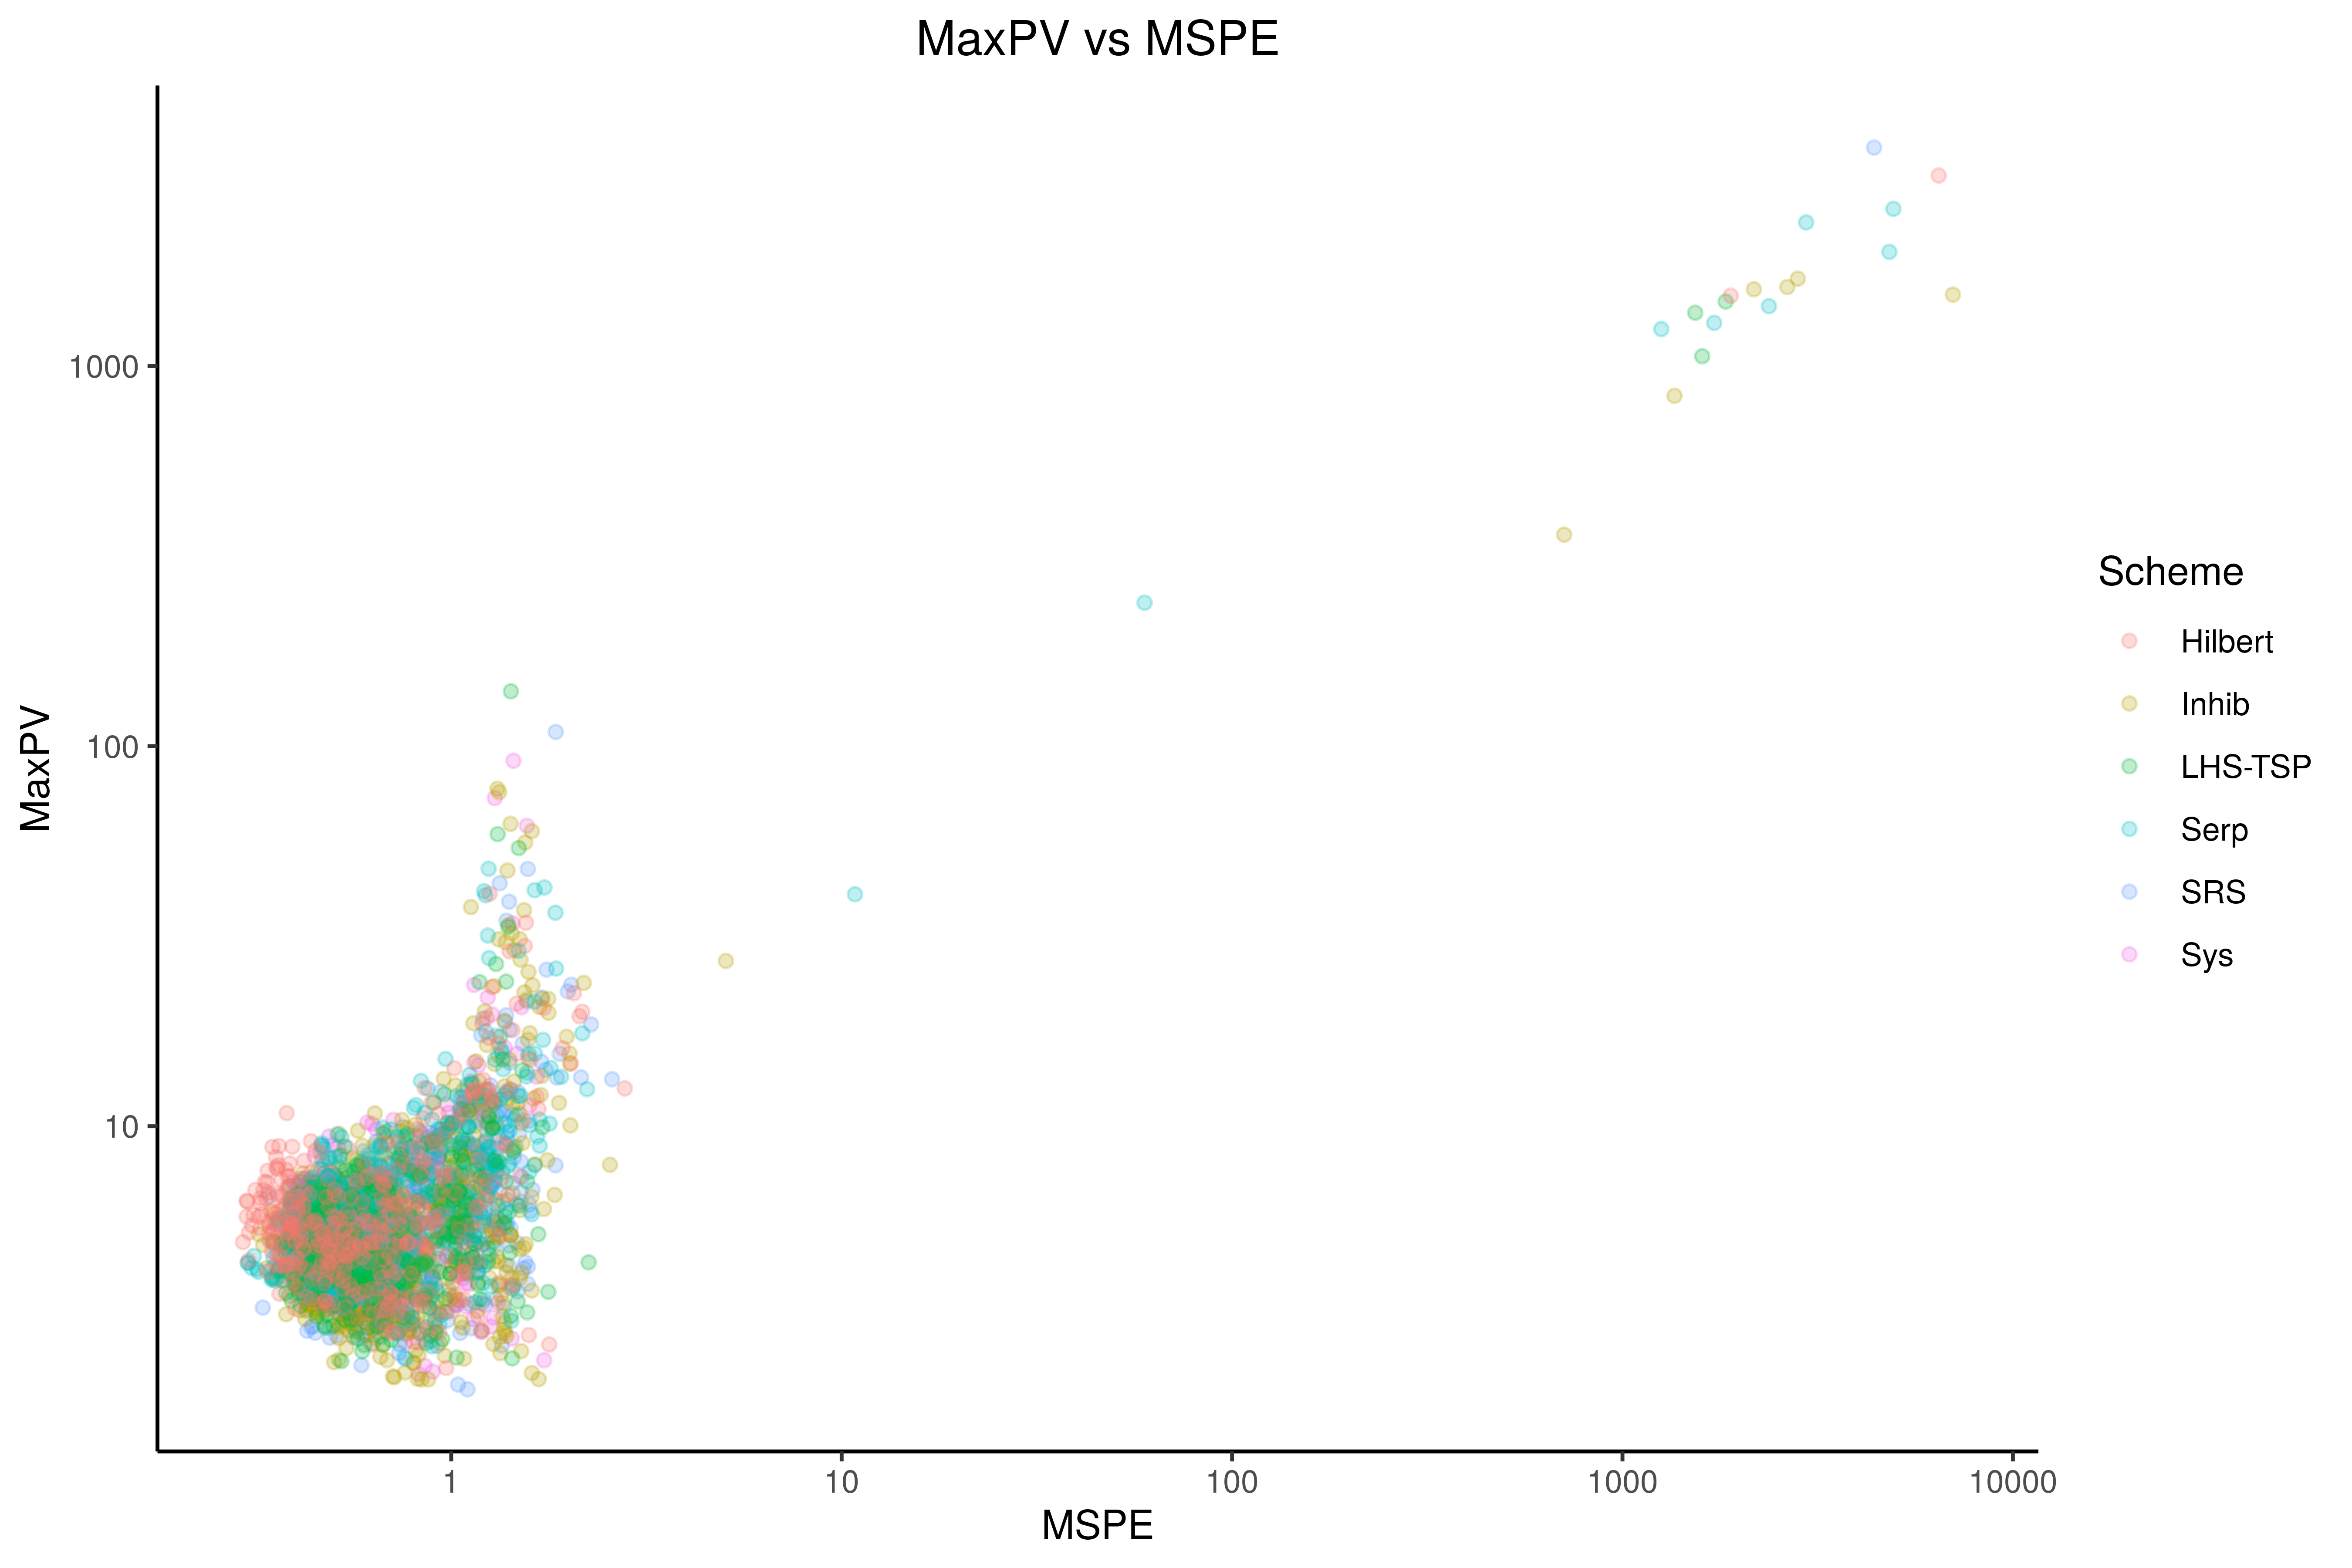 MaxPV vs MSPE
MaxPV
1000
100
10
1
10
100
1000
10000
MSPE
Scheme
Hilbert
Inhib
LHS-TSP
Serp
SRS
Sys